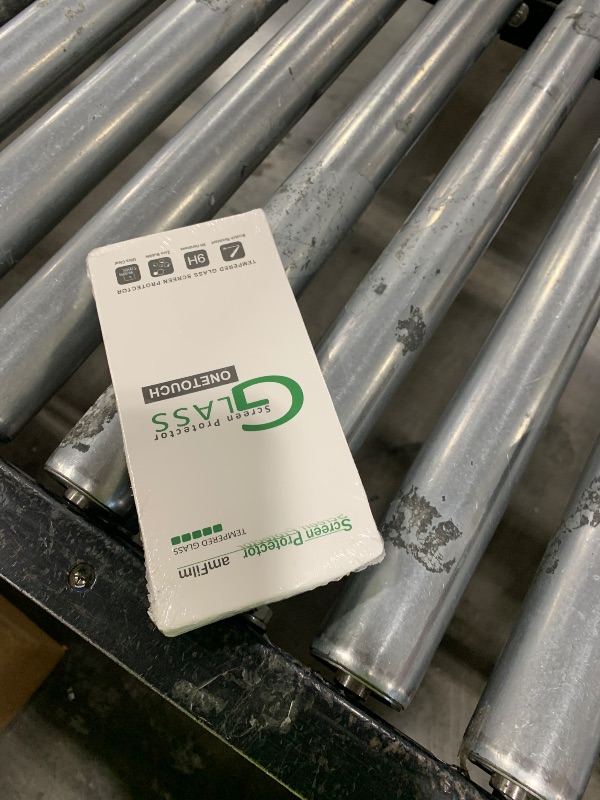 amFilm
Screen Protector
TEMPERED GLASS
Screen Protector
GLASS
ONETOUCH
TEMPERED GLASS SCREEN PROTECTOR
9H